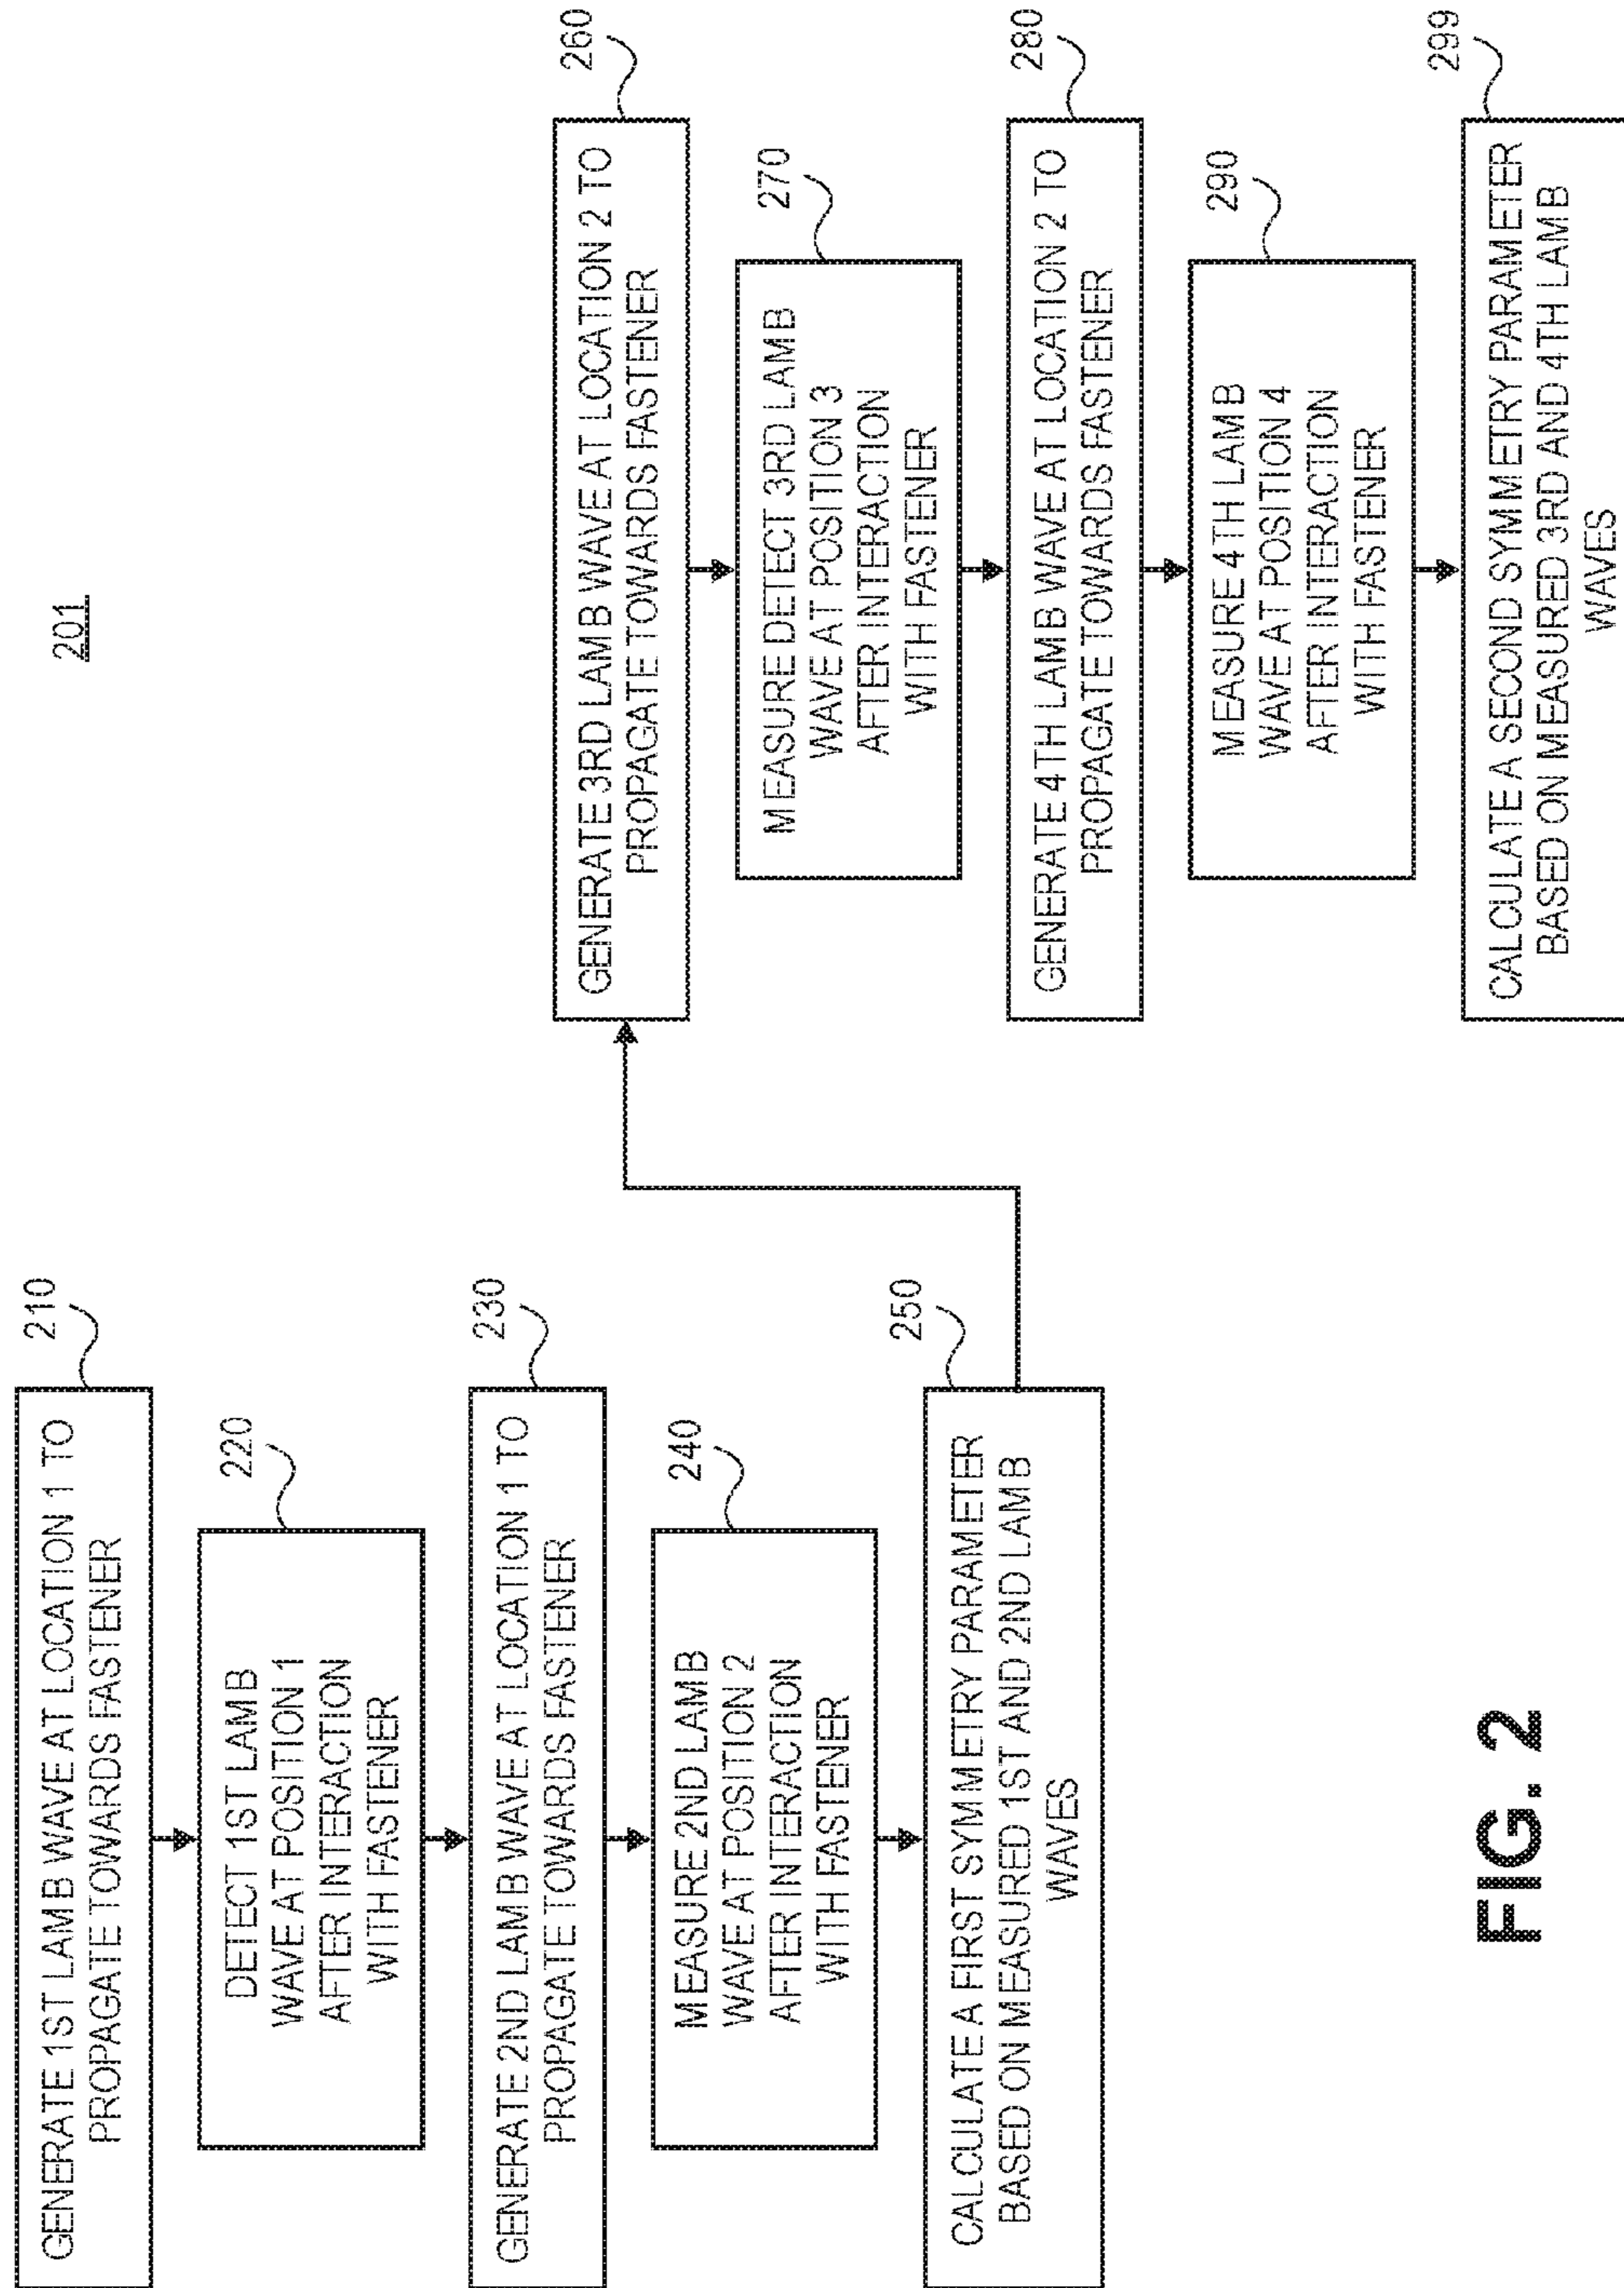 201
210
GENERATE 1ST LAMB WAVE AT LOCATION 1 TO
PROPAGATE TOWARDS FASTENER
220
DETECT 1ST LAMB
WAVE AT POSITION 1
AFTER INTERACTION
WITH FASTENER
230
GENERATE 2ND LAMB WAVE AT LOCATION 1 TO
PROPAGATE TOWARDS FASTENER
240
MEASURE 2ND LAMB
WAVE AT POSITION 2
AFTER INTERACTION
WITH FASTENER
250
CALCULATE A FIRST SYMMETRY PARAMETER
BASED ON MEASURED 1ST AND 2ND LAMB
WAVES
260
GENERATE 3RD LAMB WAVE AT LOCATION 2 TO
PROPAGATE TOWARDS FASTENER
270
MEASURE DETECT 3RD LAMB
WAVE AT POSITION 3
AFTER INTERACTION
WITH FASTENER
280
GENERATE 4TH LAMB WAVE AT LOCATION 2 TO
PROPAGATE TOWARDS FASTENER
290
MEASURE 4TH LAMB
WAVE AT POSITION 4
AFTER INTERACTION
WITH FASTENER
299
CALCULATE A SECOND SYMMETRY PARAMETER
BASED ON MEASURED 3RD AND 4TH LAMB
WAVES
FIG. 2